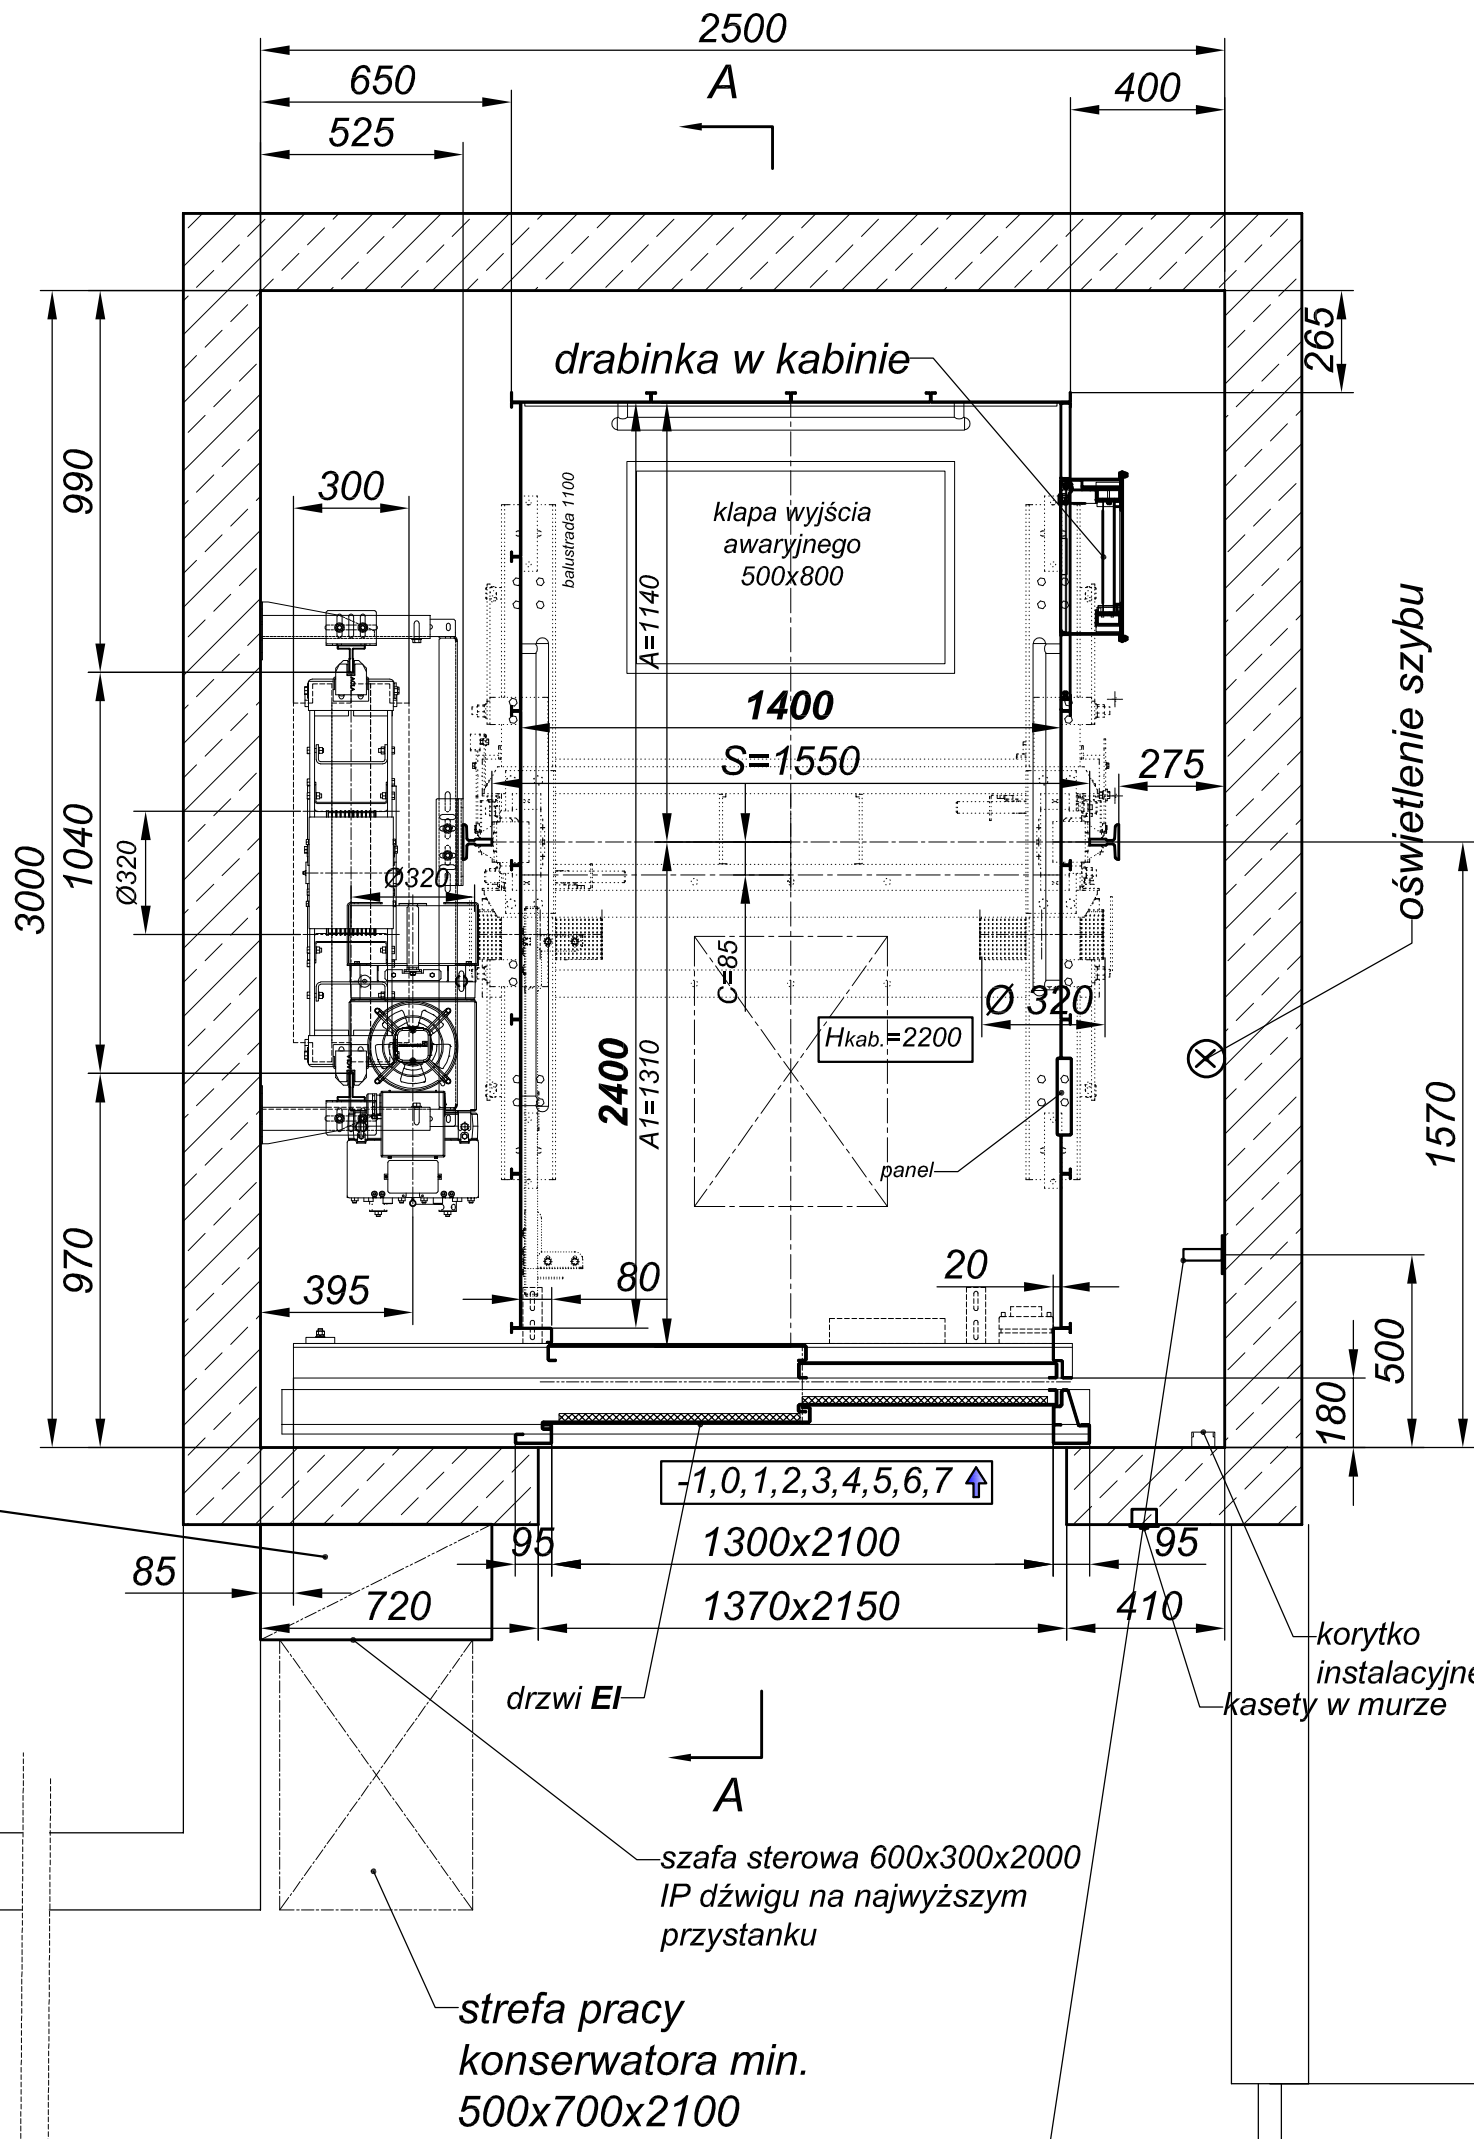 2500
650
A
400
525
265
drabinka w kabinie
990
300
balustrada 1100
klapa wyjścia
awaryjnego
500x800
A=1140
oświetlenie szybu
1400
S=1550
275
3000
1040
Ø320
Ø320
C=85
Ø 320
Hkab.=2200
2400
A1=1310
1570
panel
970
395
80
20
500
180
-1,0,1,2,3,4,5,6,7
95
1300x2100
95
85
720
1370x2150
410
korytko
instalacyjne
kasety w murze
drzwi EI
A
szafa sterowa 600x300x2000
IP dźwigu na najwyższym
przystanku
strefa pracy
konserwatora min.
500x700x2100